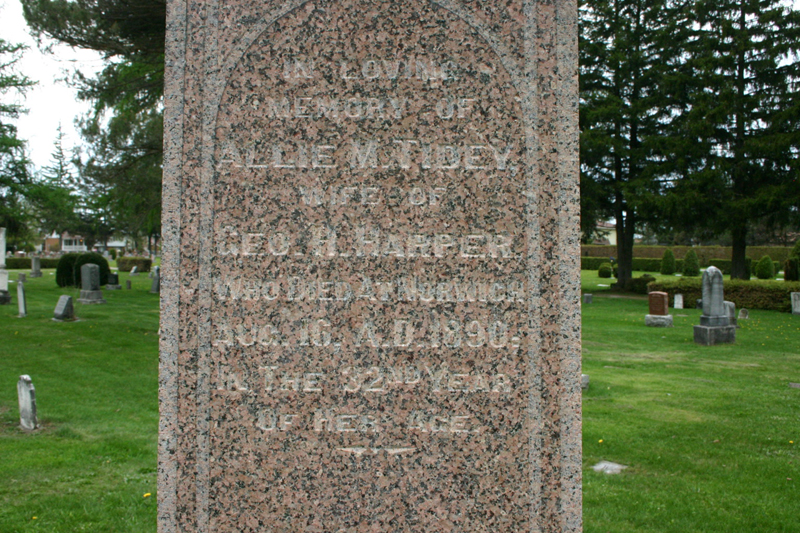 IN LOVING
MEMORY OF
ALLIE M. TIDEY,
WIFE OF
GEO. H. HARPER
WHO DIED AT NORWICH
AUG. 16. A.D. 1890.
IN THE 32ND YEAR
OF HER AGE.